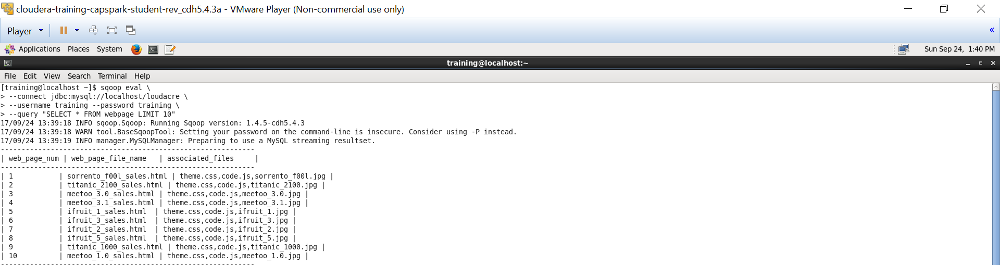 cloudera-training-capspark-student-rev_cdh5.4.3a - VMware Player (Non-commercial use only)
Player
Applications Places System Sun Sep 24, 1:40 PM
training@localhost:~
File Edit View Search Terminal Help
[training@localhost ~]$ sqoop eval \
> --connect jdbc:mysql://localhost/loudacre \
> --username training --password training \
> --query "SELECT * FROM webpage LIMIT 10"
17/09/24 13:39:18 INFO sqoop.Sqoop: Running Sqoop version: 1.4.5-cdh5.4.3
17/09/24 13:39:18 WARN tool.BaseSqoopTool: Setting your password on the command-line is insecure. Consider using -P instead.
17/09/24 13:39:19 INFO manager.MySQLManager: Preparing to use a MySQL streaming resultset.
-------------------------------------------------------------
| web_page_num | web_page_file_name   | associated_files     |
-------------------------------------------------------------
| 1           | sorrento_f00l_sales.html | theme.css,code.js,sorrento_f00l.jpg |
| 2           | titanic_2100_sales.html | theme.css,code.js,titanic_2100.jpg |
| 3           | meetoo_3.0_sales.html | theme.css,code.js,meetoo_3.0.jpg |
| 4           | meetoo_3.1_sales.html | theme.css,code.js,meetoo_3.1.jpg |
| 5           | ifruit_1_sales.html  | theme.css,code.js,ifruit_1.jpg |
| 6           | ifruit_3_sales.html  | theme.css,code.js,ifruit_3.jpg |
| 7           | ifruit_2_sales.html  | theme.css,code.js,ifruit_2.jpg |
| 8           | ifruit_5_sales.html  | theme.css,code.js,ifruit_5.jpg |
| 9           | titanic_1000_sales.html | theme.css,code.js,titanic_1000.jpg |
| 10          | meetoo_1.0_sales.html | theme.css,code.js,meetoo_1.0.jpg |
-------------------------------------------------------------